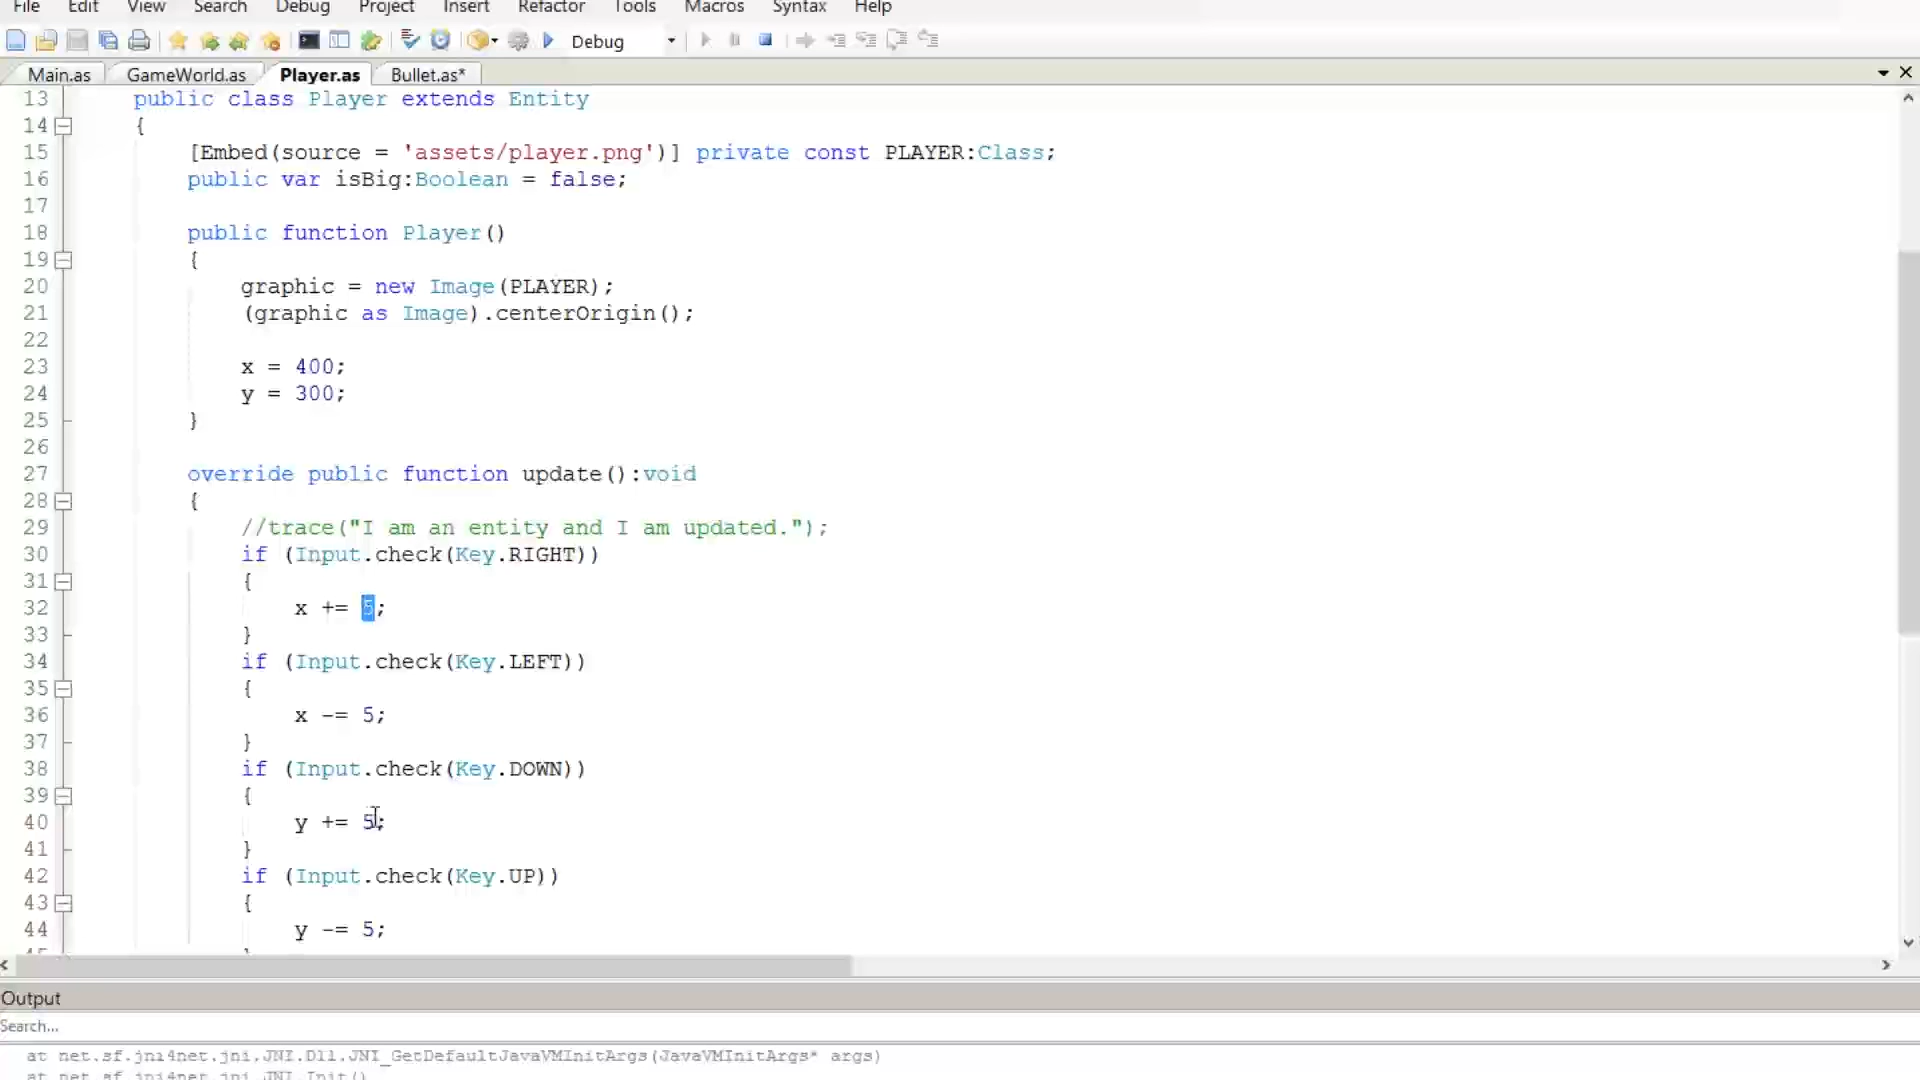 File Edit View Search Debug Project Insert Refactor Tools Macros Syntax Help
Debug
Main.as GameWorld.as Player.as Bullet.as*
13 public class Player extends Entity
14 {
15 [Embed(source = 'assets/player.png')] private const PLAYER:Class;
16 public var isBig:Boolean = false;
17
18 public function Player()
19 {
20 graphic = new Image(PLAYER);
21 (graphic as Image).centerOrigin();
22
23 x = 400;
24 y = 300;
25 }
26
27 override public function update():void
28 {
29 //trace("I am an entity and I am updated.");
30 if (Input.check(Key.RIGHT))
31 {
32 x += 5;
33 }
34 if (Input.check(Key.LEFT))
35 {
36 x -= 5;
37 }
38 if (Input.check(Key.DOWN))
39 {
40 y += 5;
41 }
42 if (Input.check(Key.UP))
43 {
44 y -= 5;
Output
Search...
at net.sf.jni4net.jni.JNI.Dll.JNI_GetDefaultJavaVMInitArgs(JavaVMInitArgs* args)
at net.sf.jni4net.jni.JNI.Init()